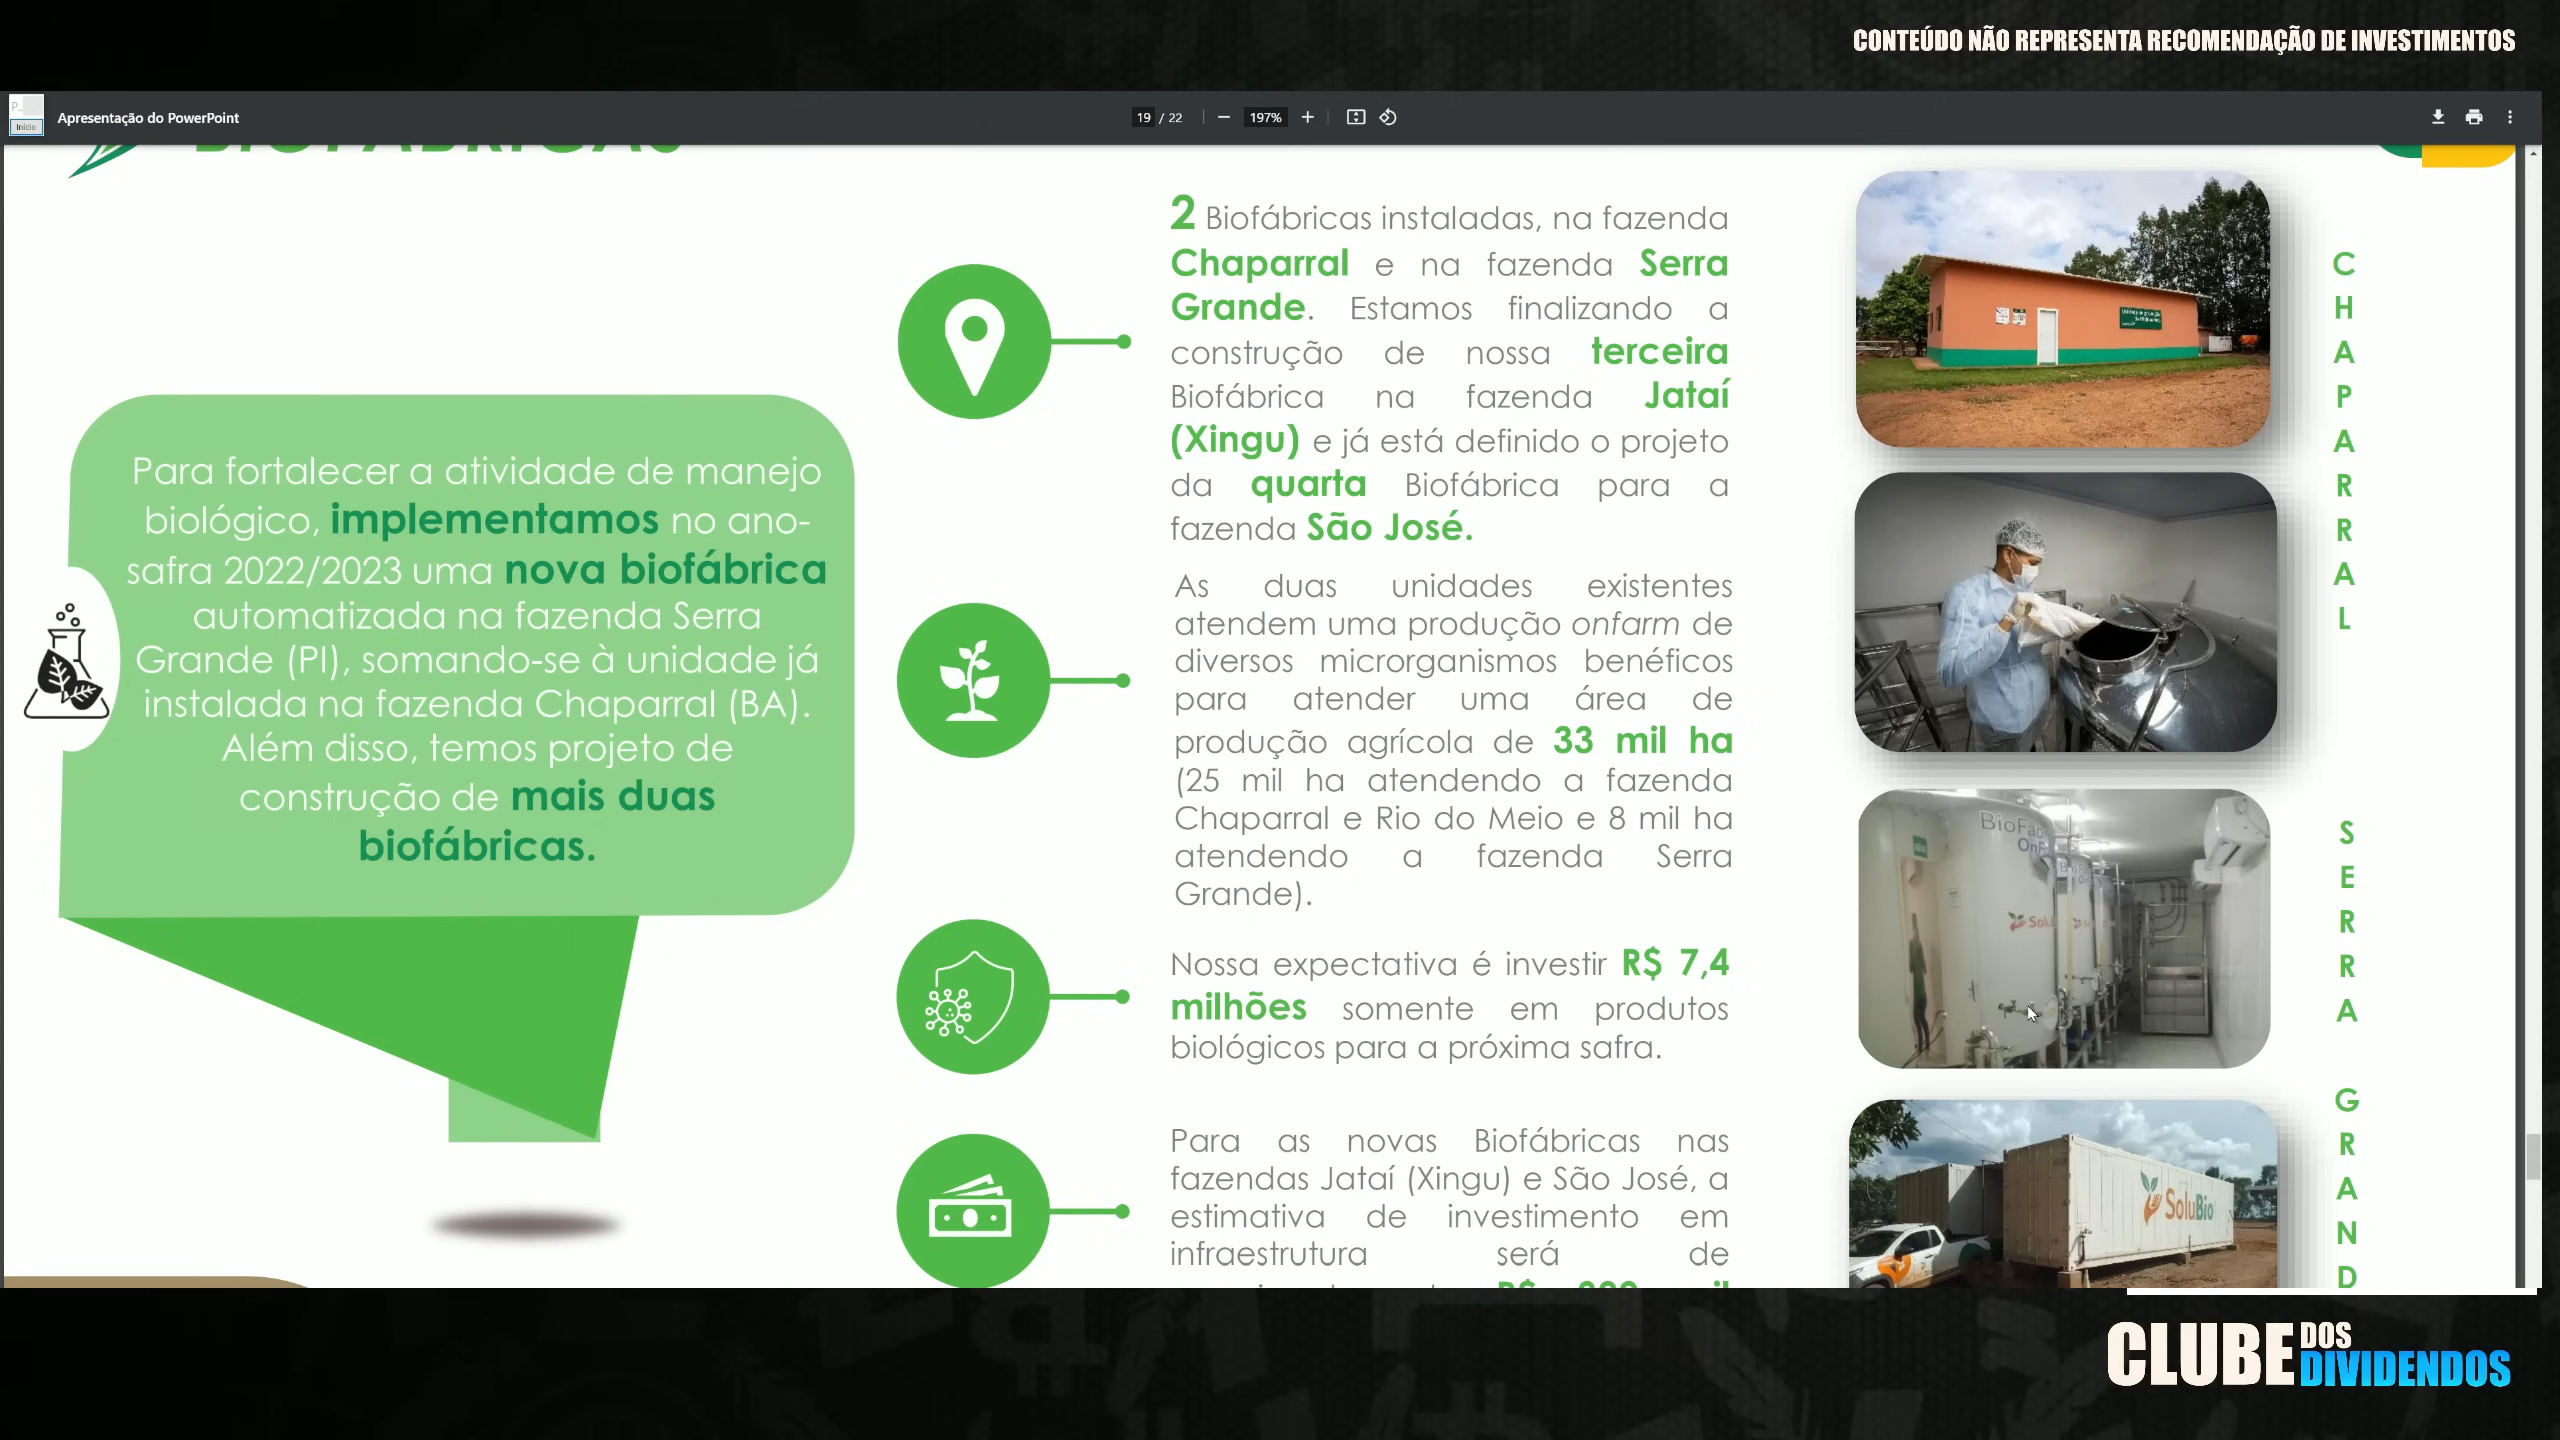 CONTEÚDO NÃO REPRESENTA RECOMENDAÇÃO DE INVESTIMENTOS
Início
Apresentação do PowerPoint
19 / 22
197%
BIOFÁBRICAS
Para fortalecer a atividade de manejo
biológico, implementamos no ano-
safra 2022/2023 uma nova biofábrica
automatizada na fazenda Serra
Grande (PI), somando-se à unidade já
instalada na fazenda Chaparral (BA).
Além disso, temos projeto de
construção de mais duas
biofábricas.
2 Biofábricas instaladas, na fazenda
Chaparral e na fazenda Serra
Grande. Estamos finalizando a
construção de nossa terceira
Biofábrica na fazenda Jataí
(Xingu) e já está definido o projeto
da quarta Biofábrica para a
fazenda São José.
As duas unidades existentes
atendem uma produção onfarm de
diversos microrganismos benéficos
para atender uma área de
produção agrícola de 33 mil ha
(25 mil ha atendendo a fazenda
Chaparral e Rio do Meio e 8 mil ha
atendendo a fazenda Serra
Grande).
Nossa expectativa é investir R$ 7,4
milhões somente em produtos
biológicos para a próxima safra.
Para as novas Biofábricas nas
fazendas Jataí (Xingu) e São José, a
estimativa de investimento em
infraestrutura será de
CHAPARRAL
SERRA GRAND
SoluBio
CLUBE DOS DIVIDENDOS